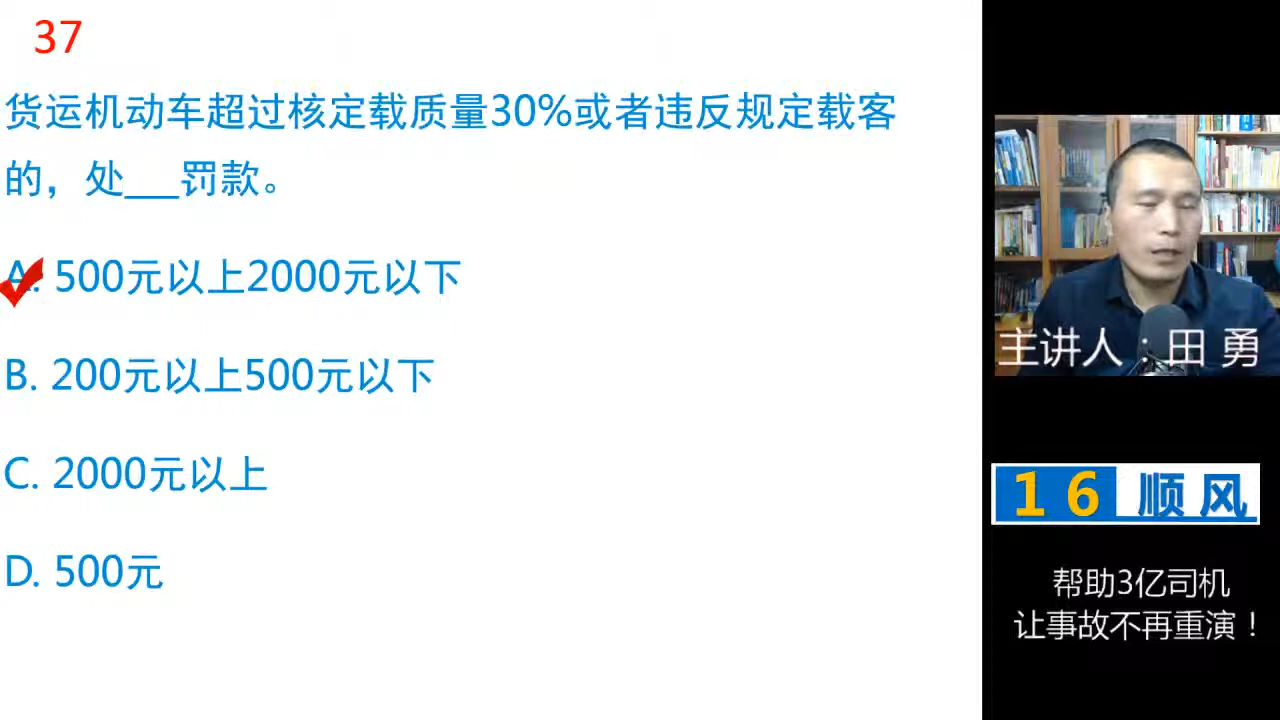 37
货运机动车超过核定载质量30%或者违反规定载客
的，处___罚款。
A. 500元以上2000元以下
B. 200元以上500元以下
C. 2000元以上
D. 500元
主讲人：田 勇
16 顺风
帮助3亿司机
让事故不再重演！